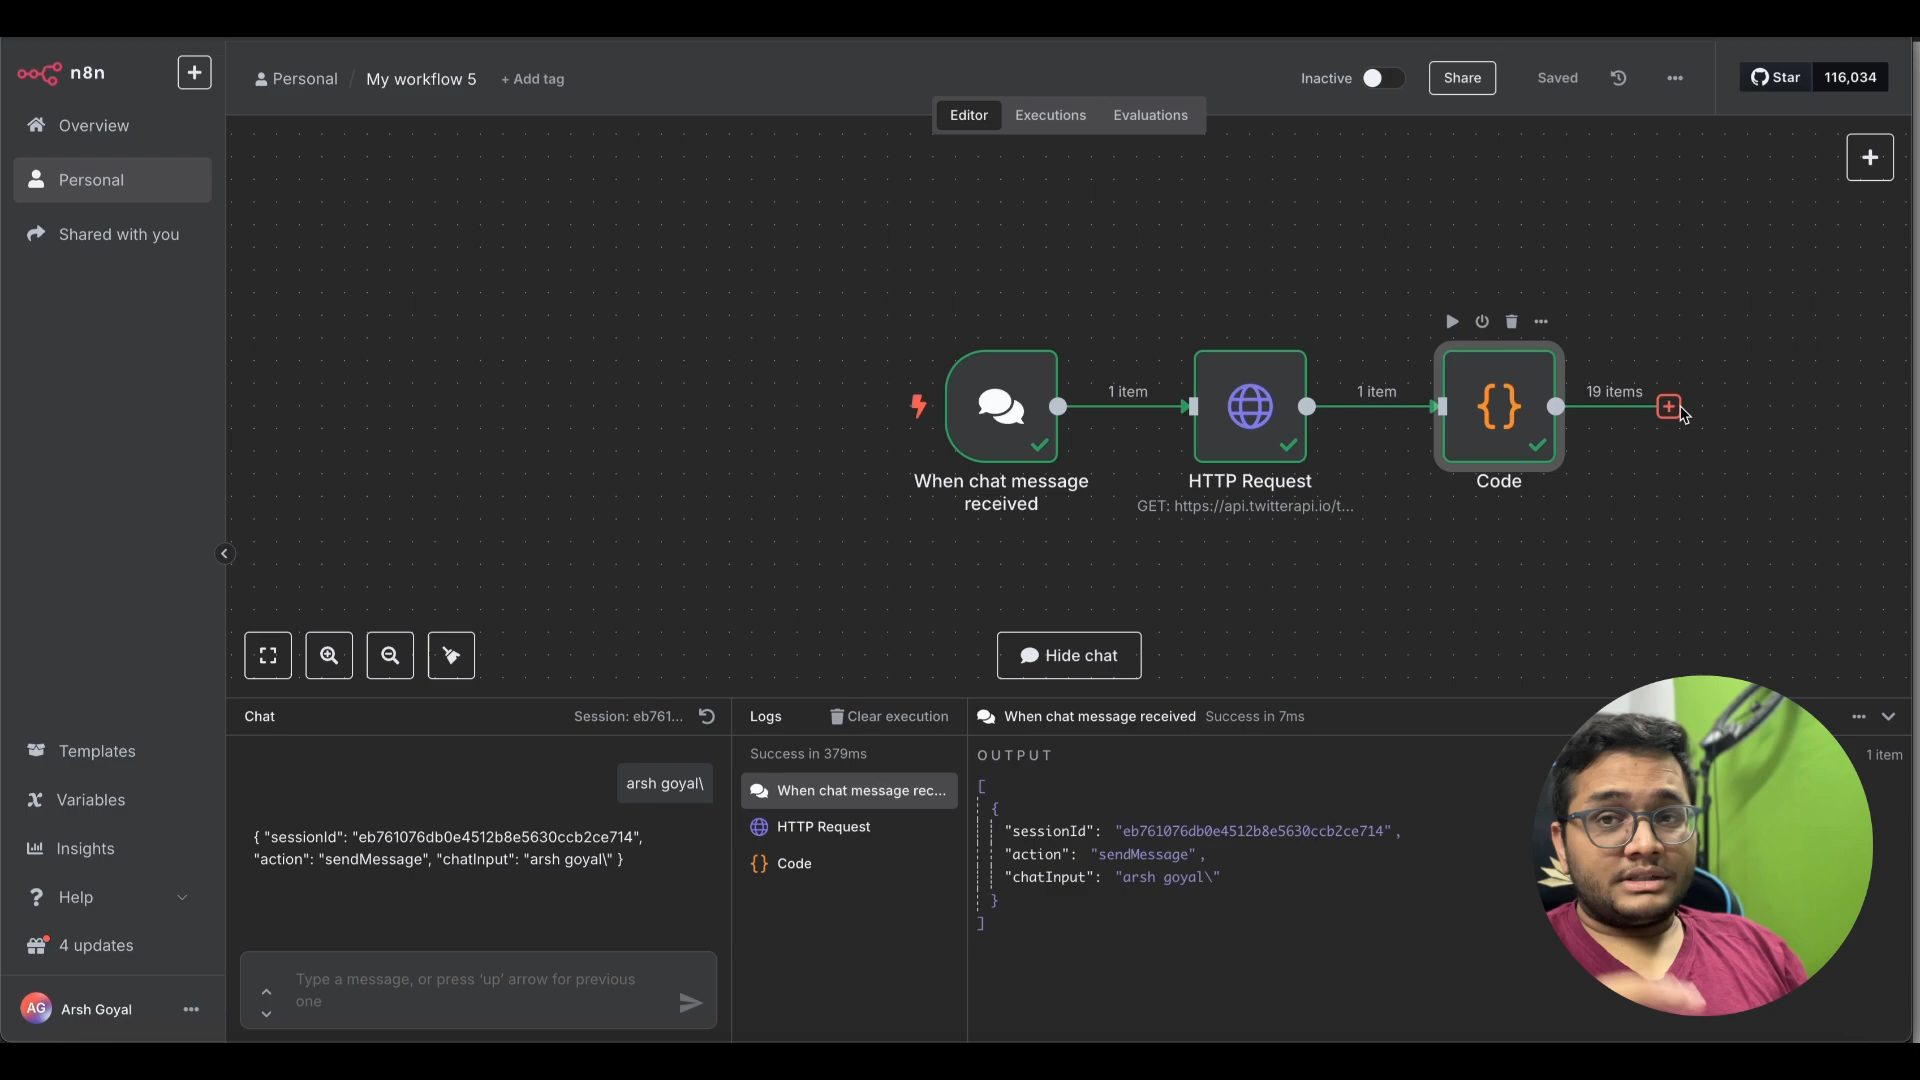 n8n
Overview
Personal
Shared with you
Templates
Variables
Insights
Help
4 updates
AG Arsh Goyal
Personal / My workflow 5 + Add tag
Inactive
Share
Saved
Star 116,034
Editor Executions Evaluations
1 item
1 item
19 items
When chat message
received
HTTP Request
GET: https://api.twitterapi.io/t...
Code
Hide chat
Chat
Session: eb761...
arsh goyal\
{ "sessionId": "eb761076db0e4512b8e5630ccb2ce714",
"action": "sendMessage", "chatInput": "arsh goyal\" }
Type a message, or press ‘up’ arrow for previous
one
Logs
Clear execution
Success in 379ms
When chat message rec...
HTTP Request
Code
When chat message received Success in 7ms
OUTPUT
1 item
[
{
"sessionId": "eb761076db0e4512b8e5630ccb2ce714",
"action": "sendMessage",
"chatInput": "arsh goyal\"
}
]